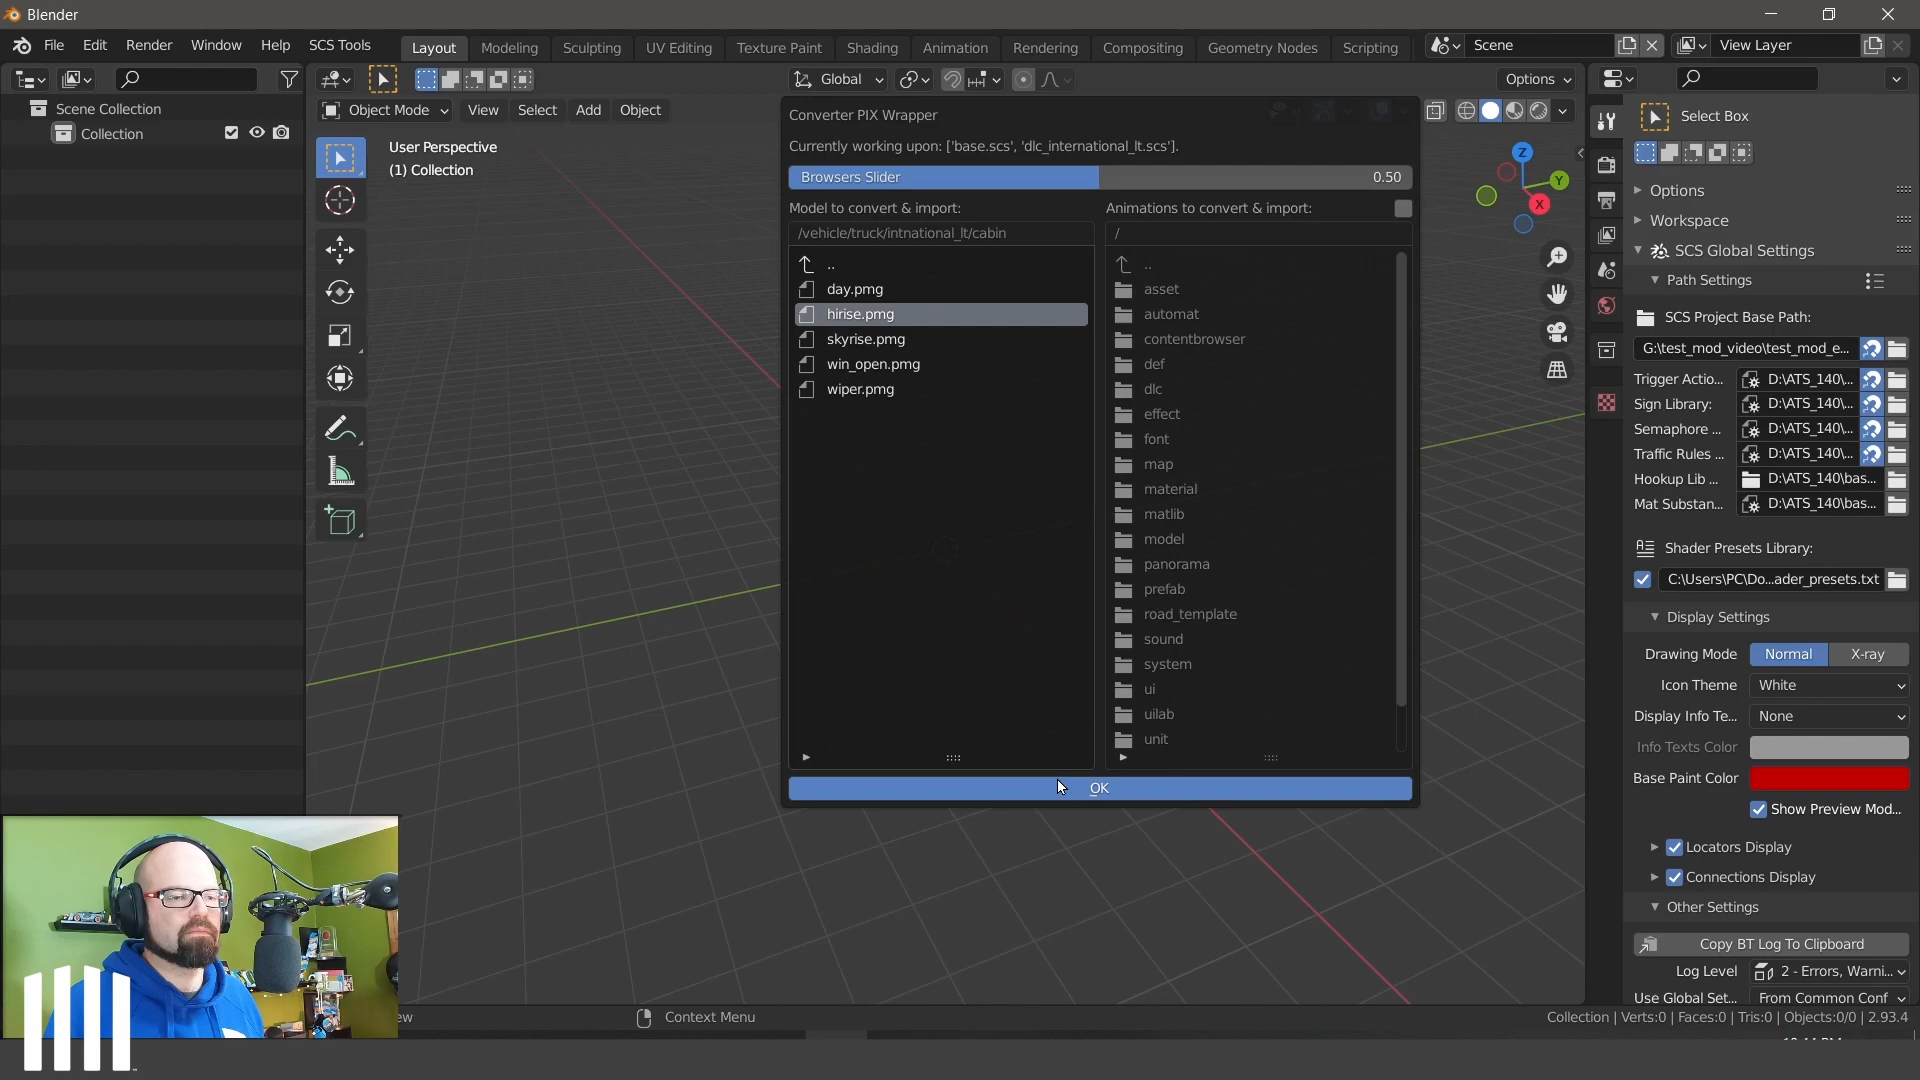 Blender
File Edit Render Window Help SCS Tools
Layout Modeling Sculpting UV Editing Texture Paint Shading Animation Rendering Compositing Geometry Nodes Scripting
Scene
View Layer
Global
Options
Scene Collection
Collection
Object Mode View Select Add Object
User Perspective
(1) Collection
Converter PIX Wrapper
Currently working upon: ['base.scs', 'dlc_international_lt.scs'].
Browsers Slider 0.50
Model to convert & import:
/vehicle/truck/intnational_lt/cabin
..
day.pmg
hirise.pmg
skyrise.pmg
win_open.pmg
wiper.pmg
Animations to convert & import:
/
..
asset
automat
contentbrowser
def
dlc
effect
font
map
material
matlib
model
panorama
prefab
road_template
sound
system
ui
uilab
unit
OK
Z
Y
X
Select Box
Options
Workspace
SCS Global Settings
Path Settings
SCS Project Base Path:
G:\test_mod_video\test_mod_e...
Trigger Actio... D:\ATS_140\...
Sign Library: D:\ATS_140\...
Semaphore ... D:\ATS_140\...
Traffic Rules ... D:\ATS_140\...
Hookup Lib ... D:\ATS_140\bas...
Mat Substan... D:\ATS_140\bas...
Shader Presets Library:
C:\Users\PC\Do...ader_presets.txt
Display Settings
Drawing Mode Normal X-ray
Icon Theme White
Display Info Te... None
Info Texts Color
Base Paint Color
Show Preview Mod...
Locators Display
Connections Display
Other Settings
Copy BT Log To Clipboard
Log Level 2 - Errors, Warni...
Use Global Set... From Common Conf
ew
Context Menu
Collection | Verts:0 | Faces:0 | Tris:0 | Objects:0/0 | 2.93.4